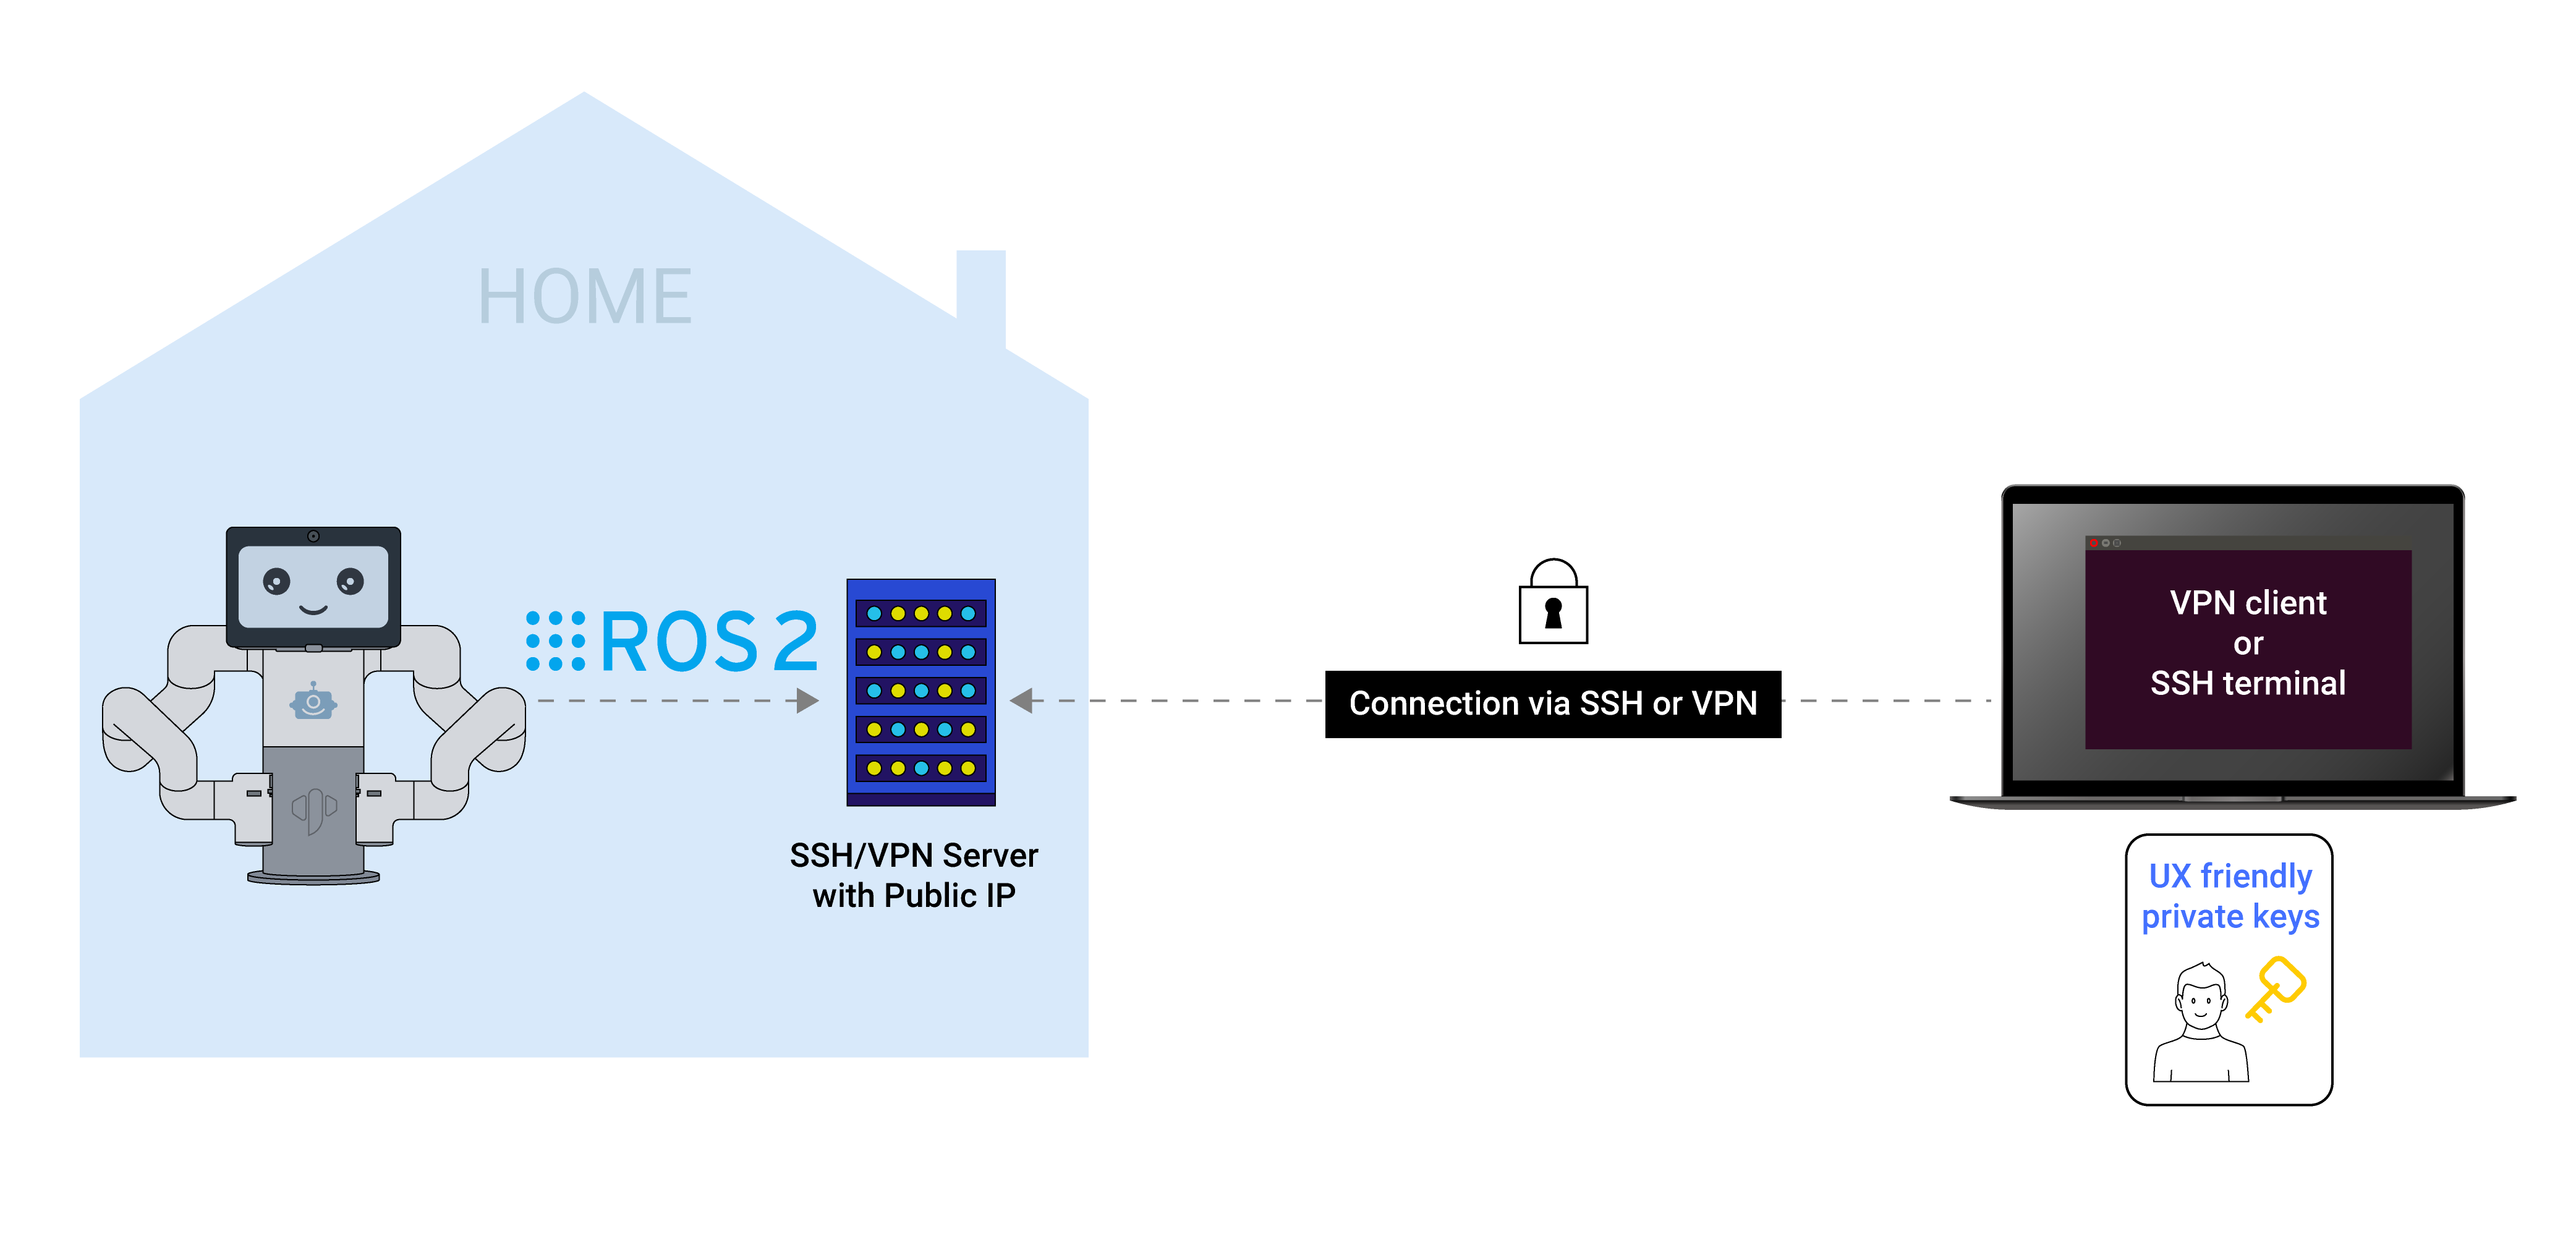 HOME
ROS 2
SSH/VPN Server
with Public IP
Connection via SSH or VPN
VPN client
or
SSH terminal
UX friendly
private keys